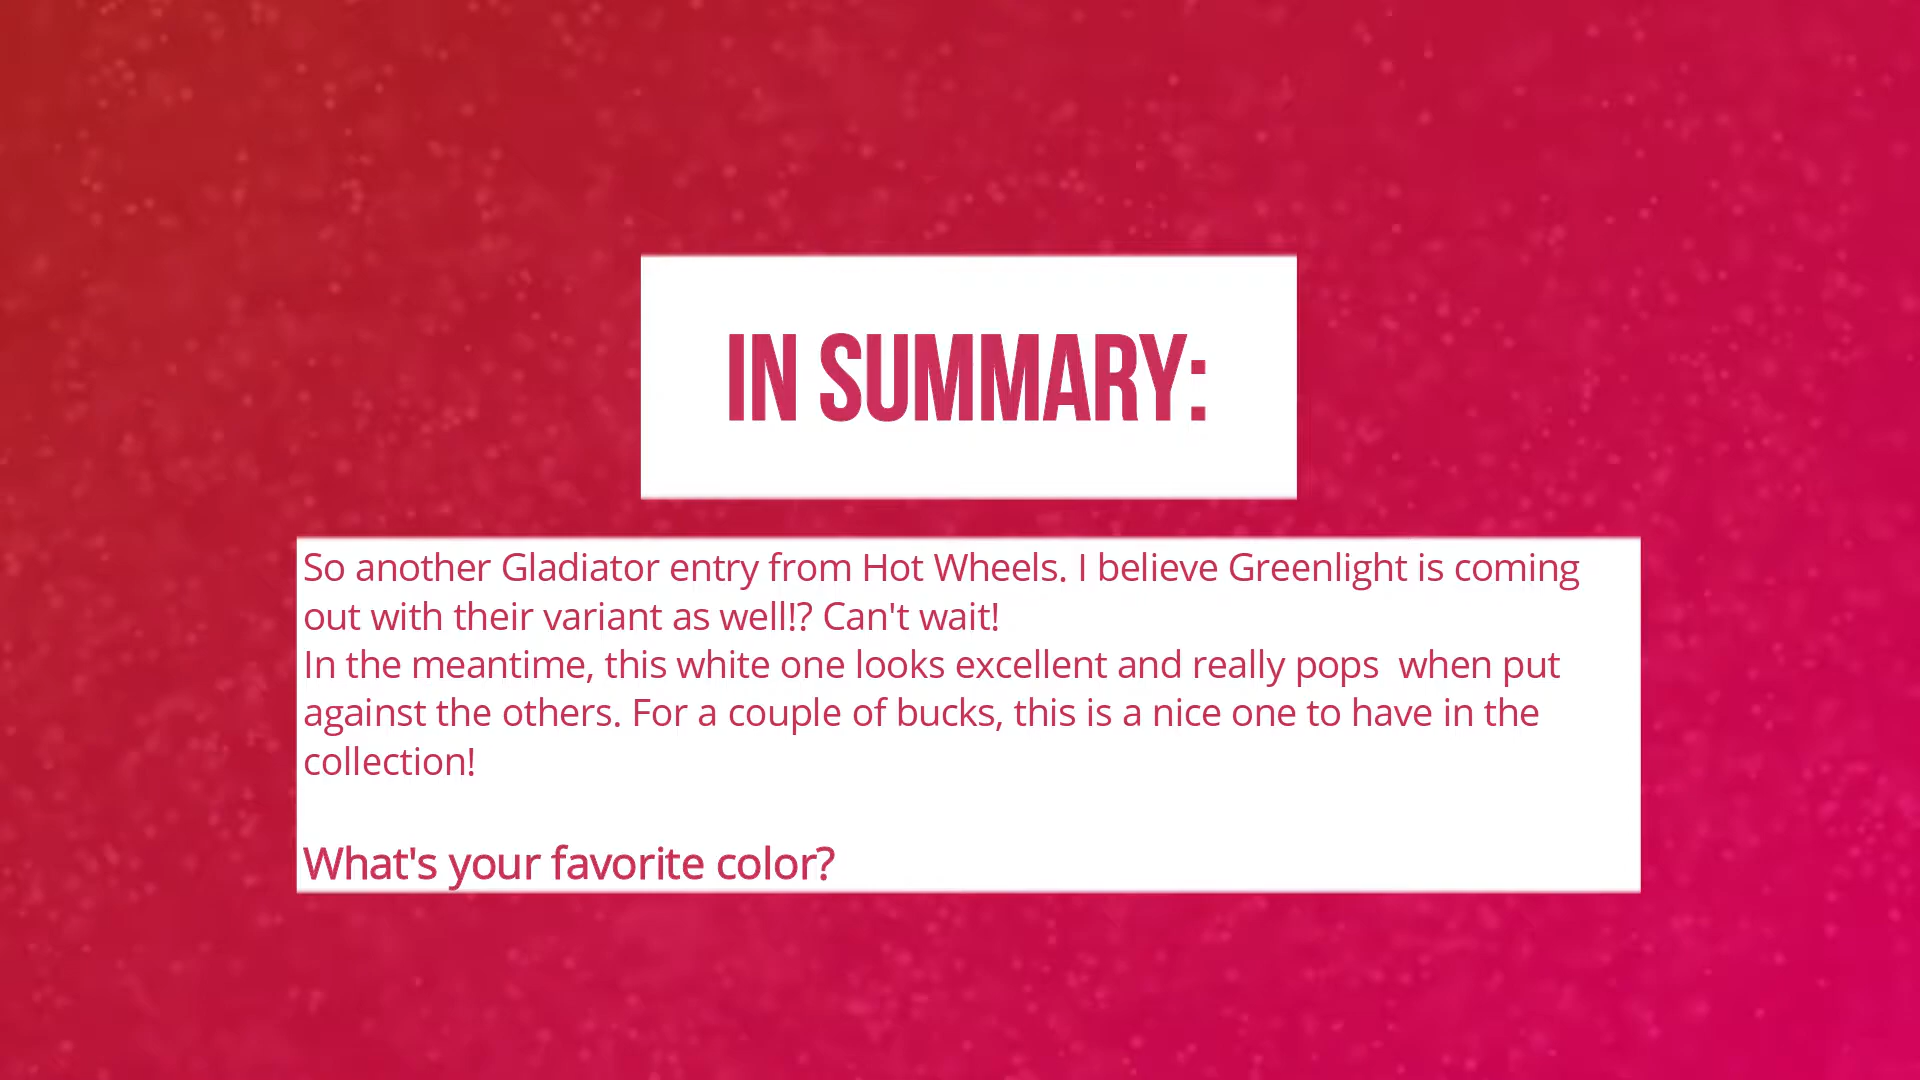 IN SUMMARY:
So another Gladiator entry from Hot Wheels. I believe Greenlight is coming
out with their variant as well!? Can't wait!
In the meantime, this white one looks excellent and really pops  when put
against the others. For a couple of bucks, this is a nice one to have in the
collection!
What's your favorite color?